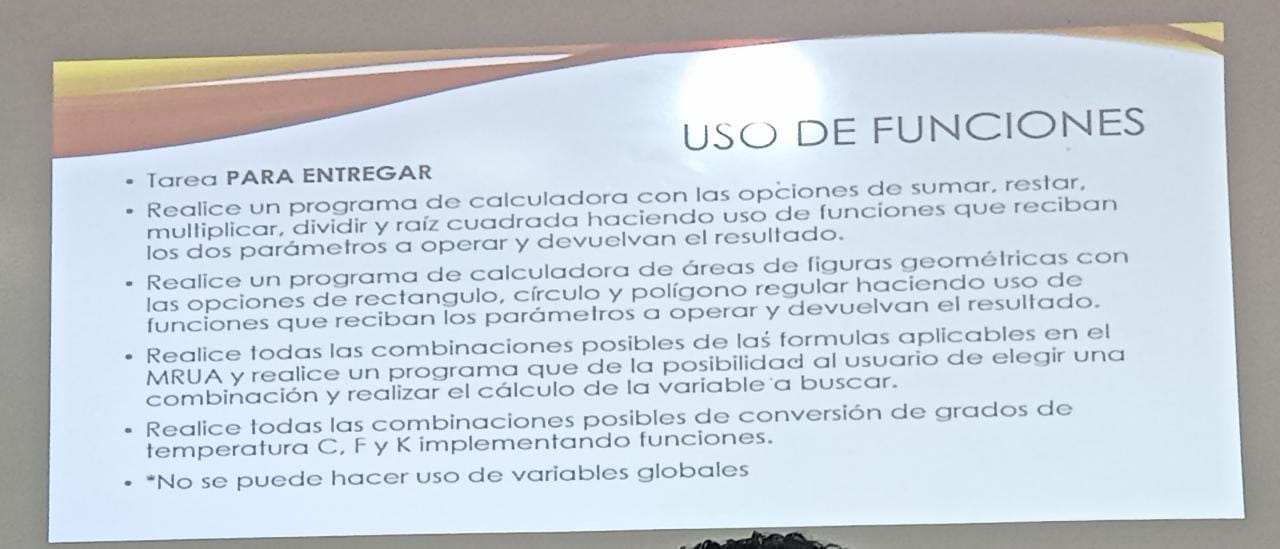 USO DE FUNCIONES
• Tarea PARA ENTREGAR
• Realice un programa de calculadora con las opciones de sumar, restar,
multiplicar, dividir y raíz cuadrada haciendo uso de funciones que reciban
los dos parámetros a operar y devuelvan el resultado.
• Realice un programa de calculadora de áreas de figuras geométricas con
las opciones de rectangulo, círculo y polígono regular haciendo uso de
funciones que reciban los parámetros a operar y devuelvan el resultado.
• Realice todas las combinaciones posibles de las formulas aplicables en el
MRUA y realice un programa que de la posibilidad al usuario de elegir una
combinación y realizar el cálculo de la variable a buscar.
• Realice todas las combinaciones posibles de conversión de grados de
temperatura C, F y K implementando funciones.
• *No se puede hacer uso de variables globales